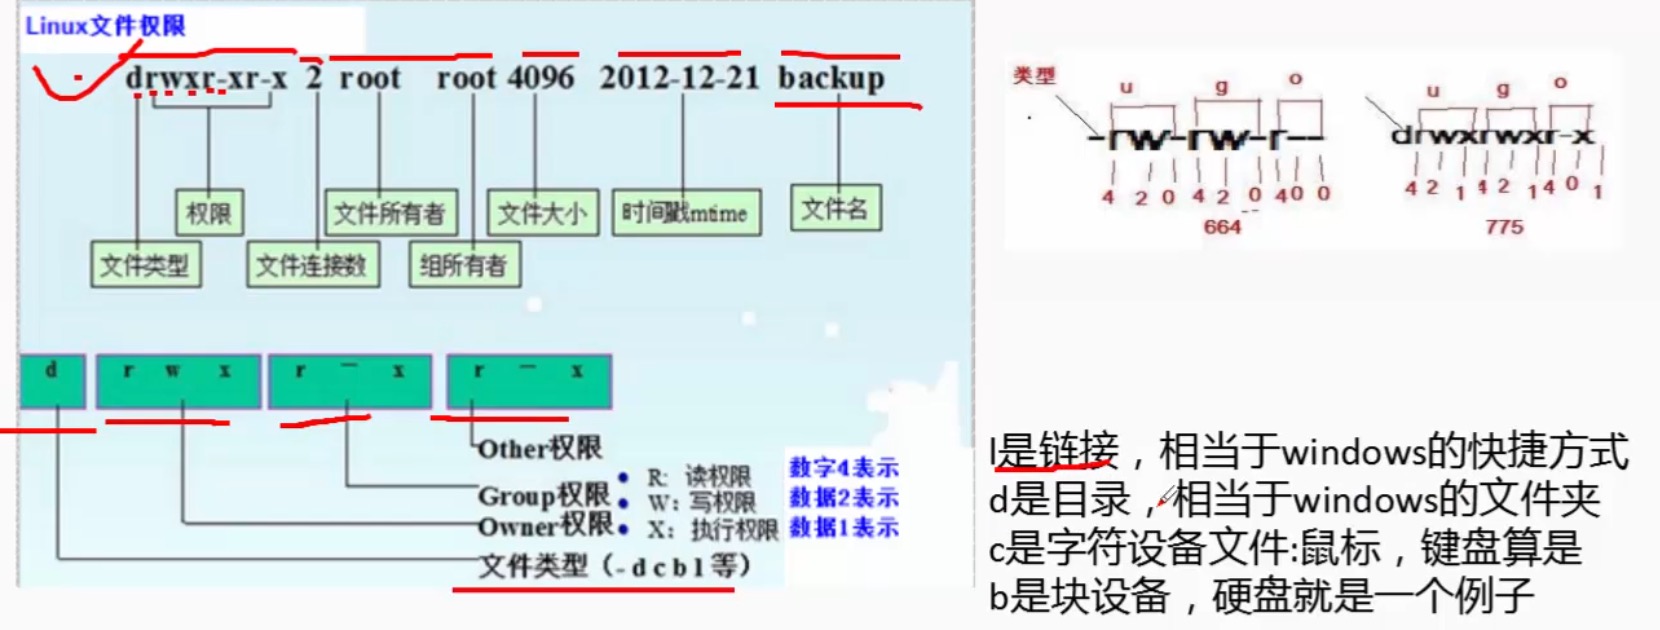 Linux文件权限
drwxr-xr-x 2 root root 4096 2012-12-21 backup
权限
文件所有者
文件大小
时间戳mtime
文件名
文件类型
文件连接数
组所有者
d r w x r — x r — x
Other权限
Group权限
Owner权限
文件类型（- d c b l 等）
• R: 读权限
• W: 写权限
• X: 执行权限
数字4表示
数据2表示
数据1表示
类型
u g o
-rw-rw-r--
4 2 0 4 2 0 4 0 0
664
u g o
drwxrwxr-x
4 2 1 4 2 1 4 0 1
775
l是链接，相当于windows的快捷方式
d是目录，相当于windows的文件夹
c是字符设备文件:鼠标，键盘算是
b是块设备，硬盘就是一个例子